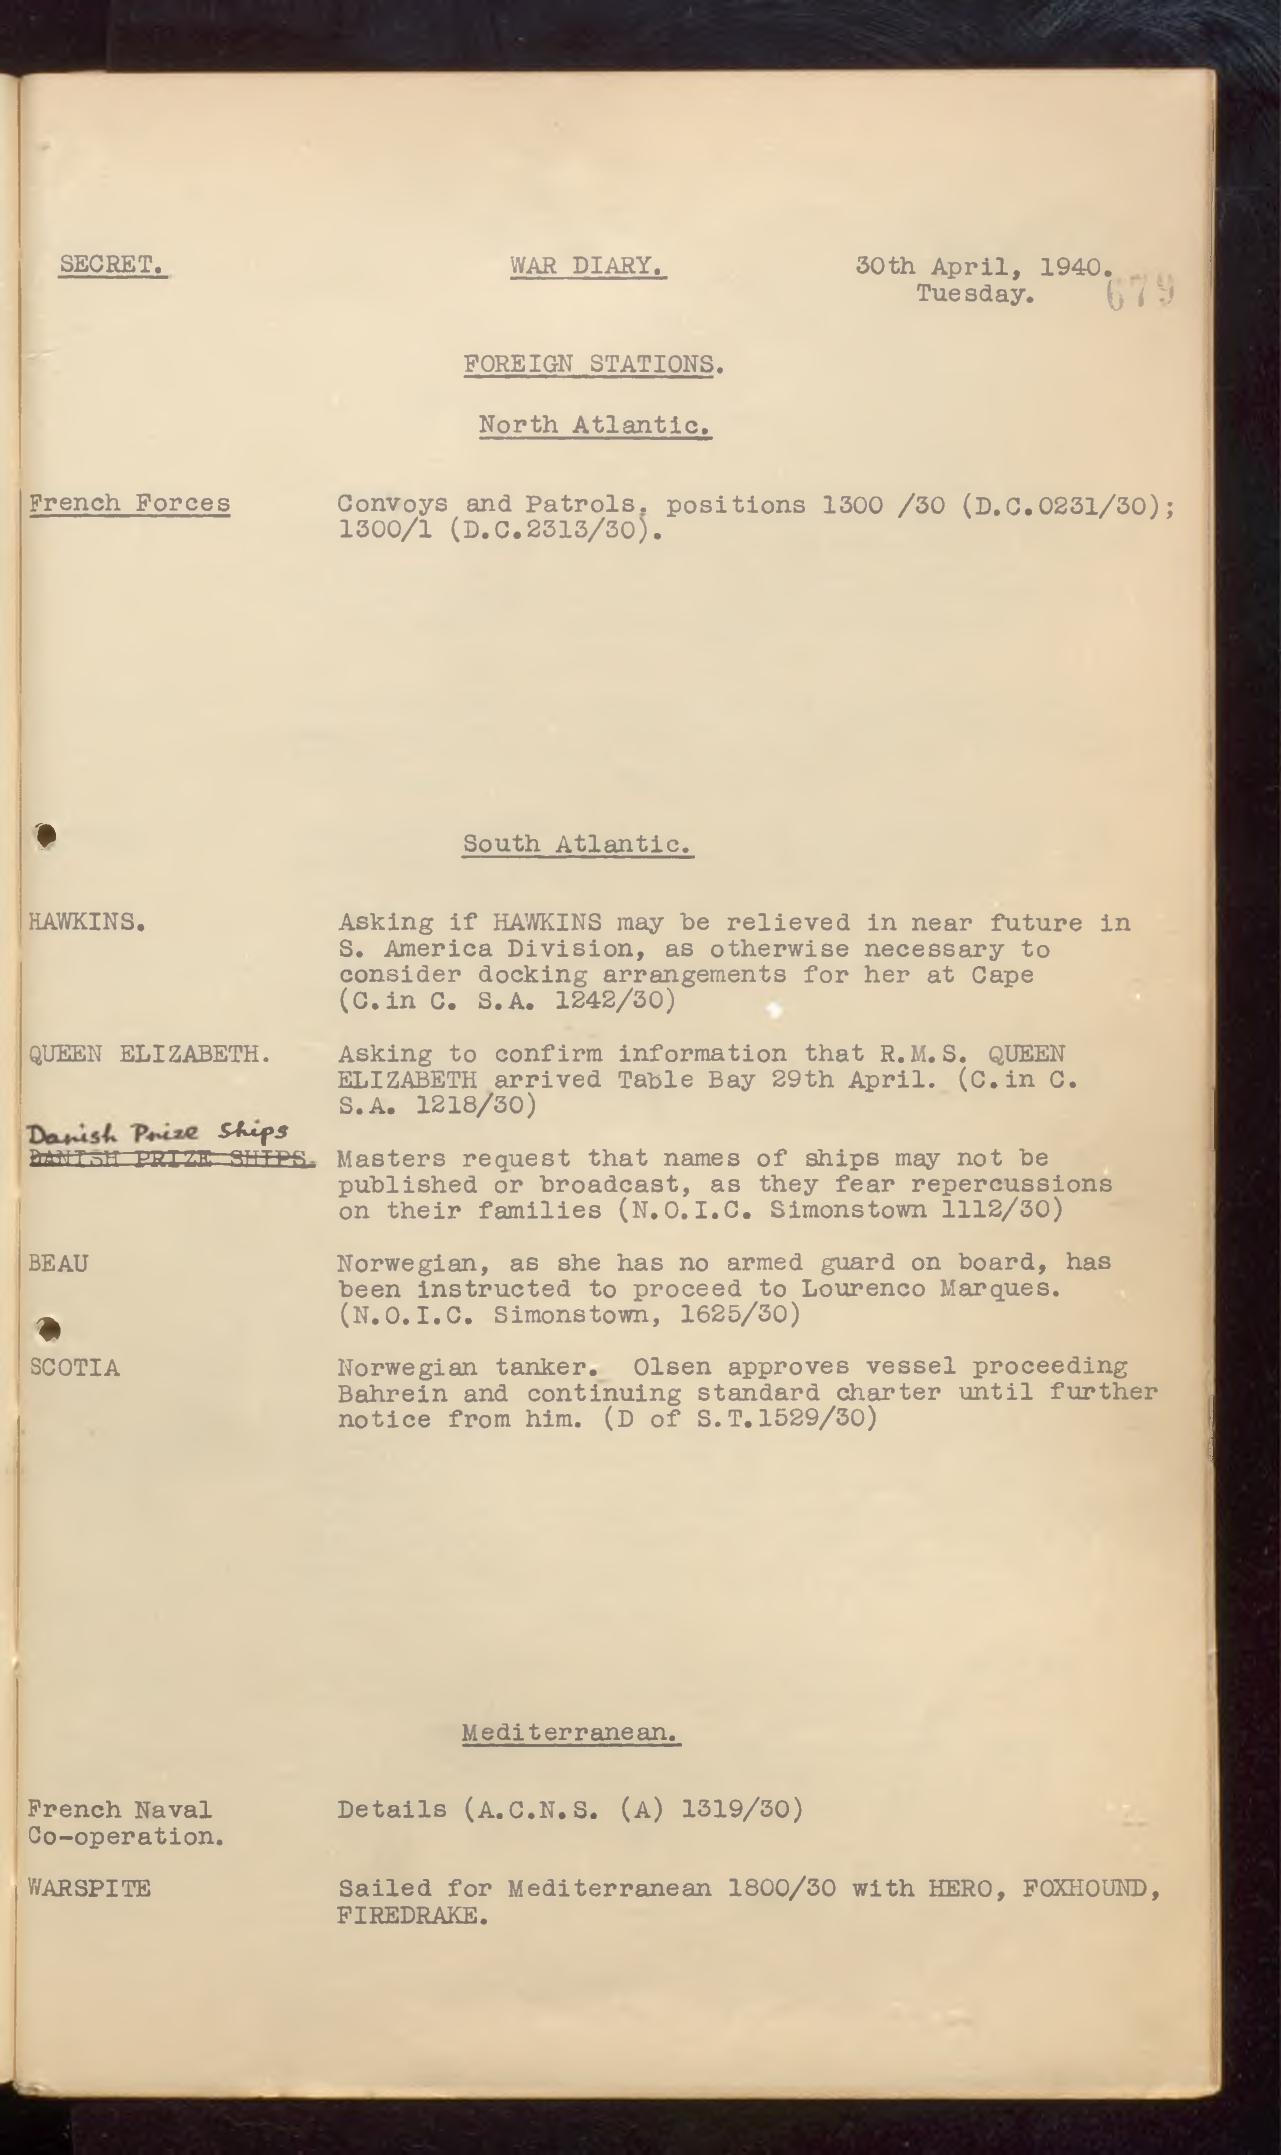 SECRET. WAR DIARY. 30th April, 1940.
Tuesday. 679
FOREIGN STATIONS.
North Atlantic.
French Forces Convoys and Patrols, positions 1300 /30 (D.C.0231/30);
1300/1 (D.C.2313/30).
South Atlantic.
HAWKINS. Asking if HAWKINS may be relieved in near future in
S. America Division, as otherwise necessary to
consider docking arrangements for her at Cape
(C.in C. S.A. 1242/30)
QUEEN ELIZABETH. Asking to confirm information that R.M.S. QUEEN
ELIZABETH arrived Table Bay 29th April. (C.in C.
S.A. 1218/30)
Danish Prize Ships
DANISH PRIZE SHIPS. Masters request that names of ships may not be
published or broadcast, as they fear repercussions
on their families (N.O.I.C. Simonstown 1112/30)
BEAU Norwegian, as she has no armed guard on board, has
been instructed to proceed to Lourenco Marques.
(N.O.I.C. Simonstown, 1625/30)
SCOTIA Norwegian tanker. Olsen approves vessel proceeding
Bahrein and continuing standard charter until further
notice from him. (D of S.T.1529/30)
Mediterranean.
French Naval Details (A.C.N.S. (A) 1319/30)
Co-operation.
WARSPITE Sailed for Mediterranean 1800/30 with HERO, FOXHOUND,
FIREDRAKE.